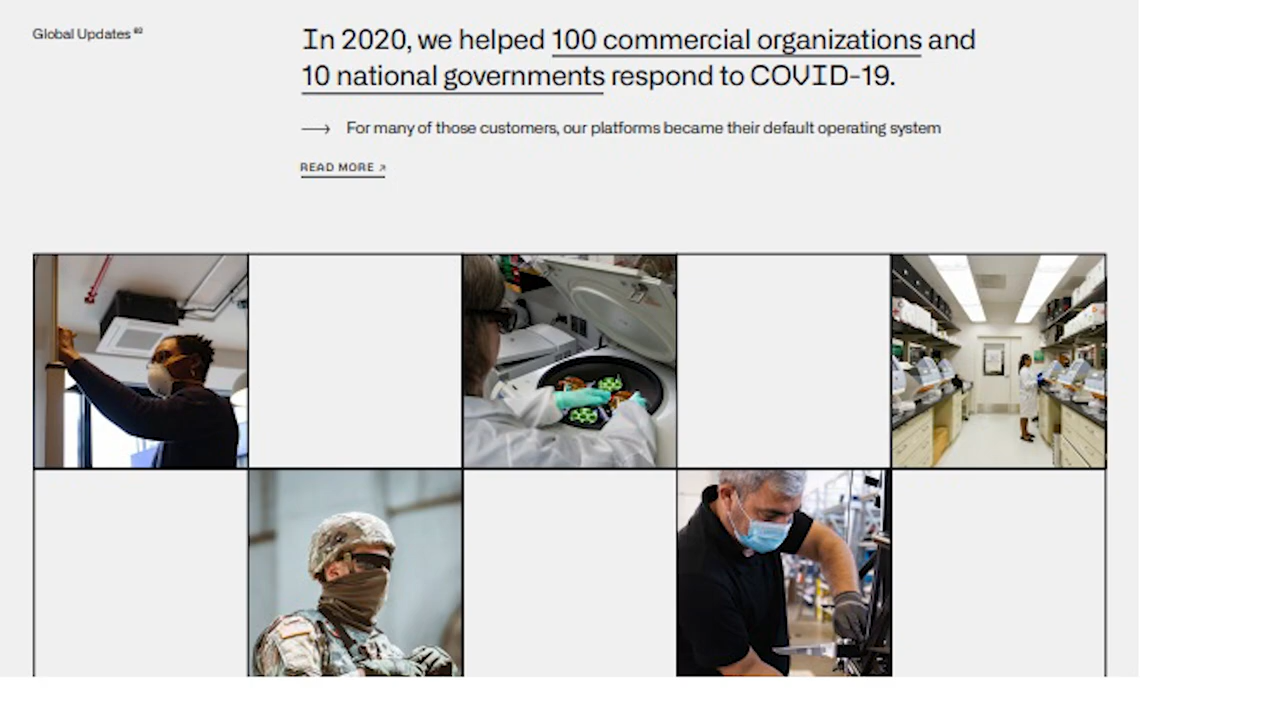 Global Updates 02
In 2020, we helped 100 commercial organizations and
10 national governments respond to COVID-19.
→ For many of those customers, our platforms became their default operating system
READ MORE ↗